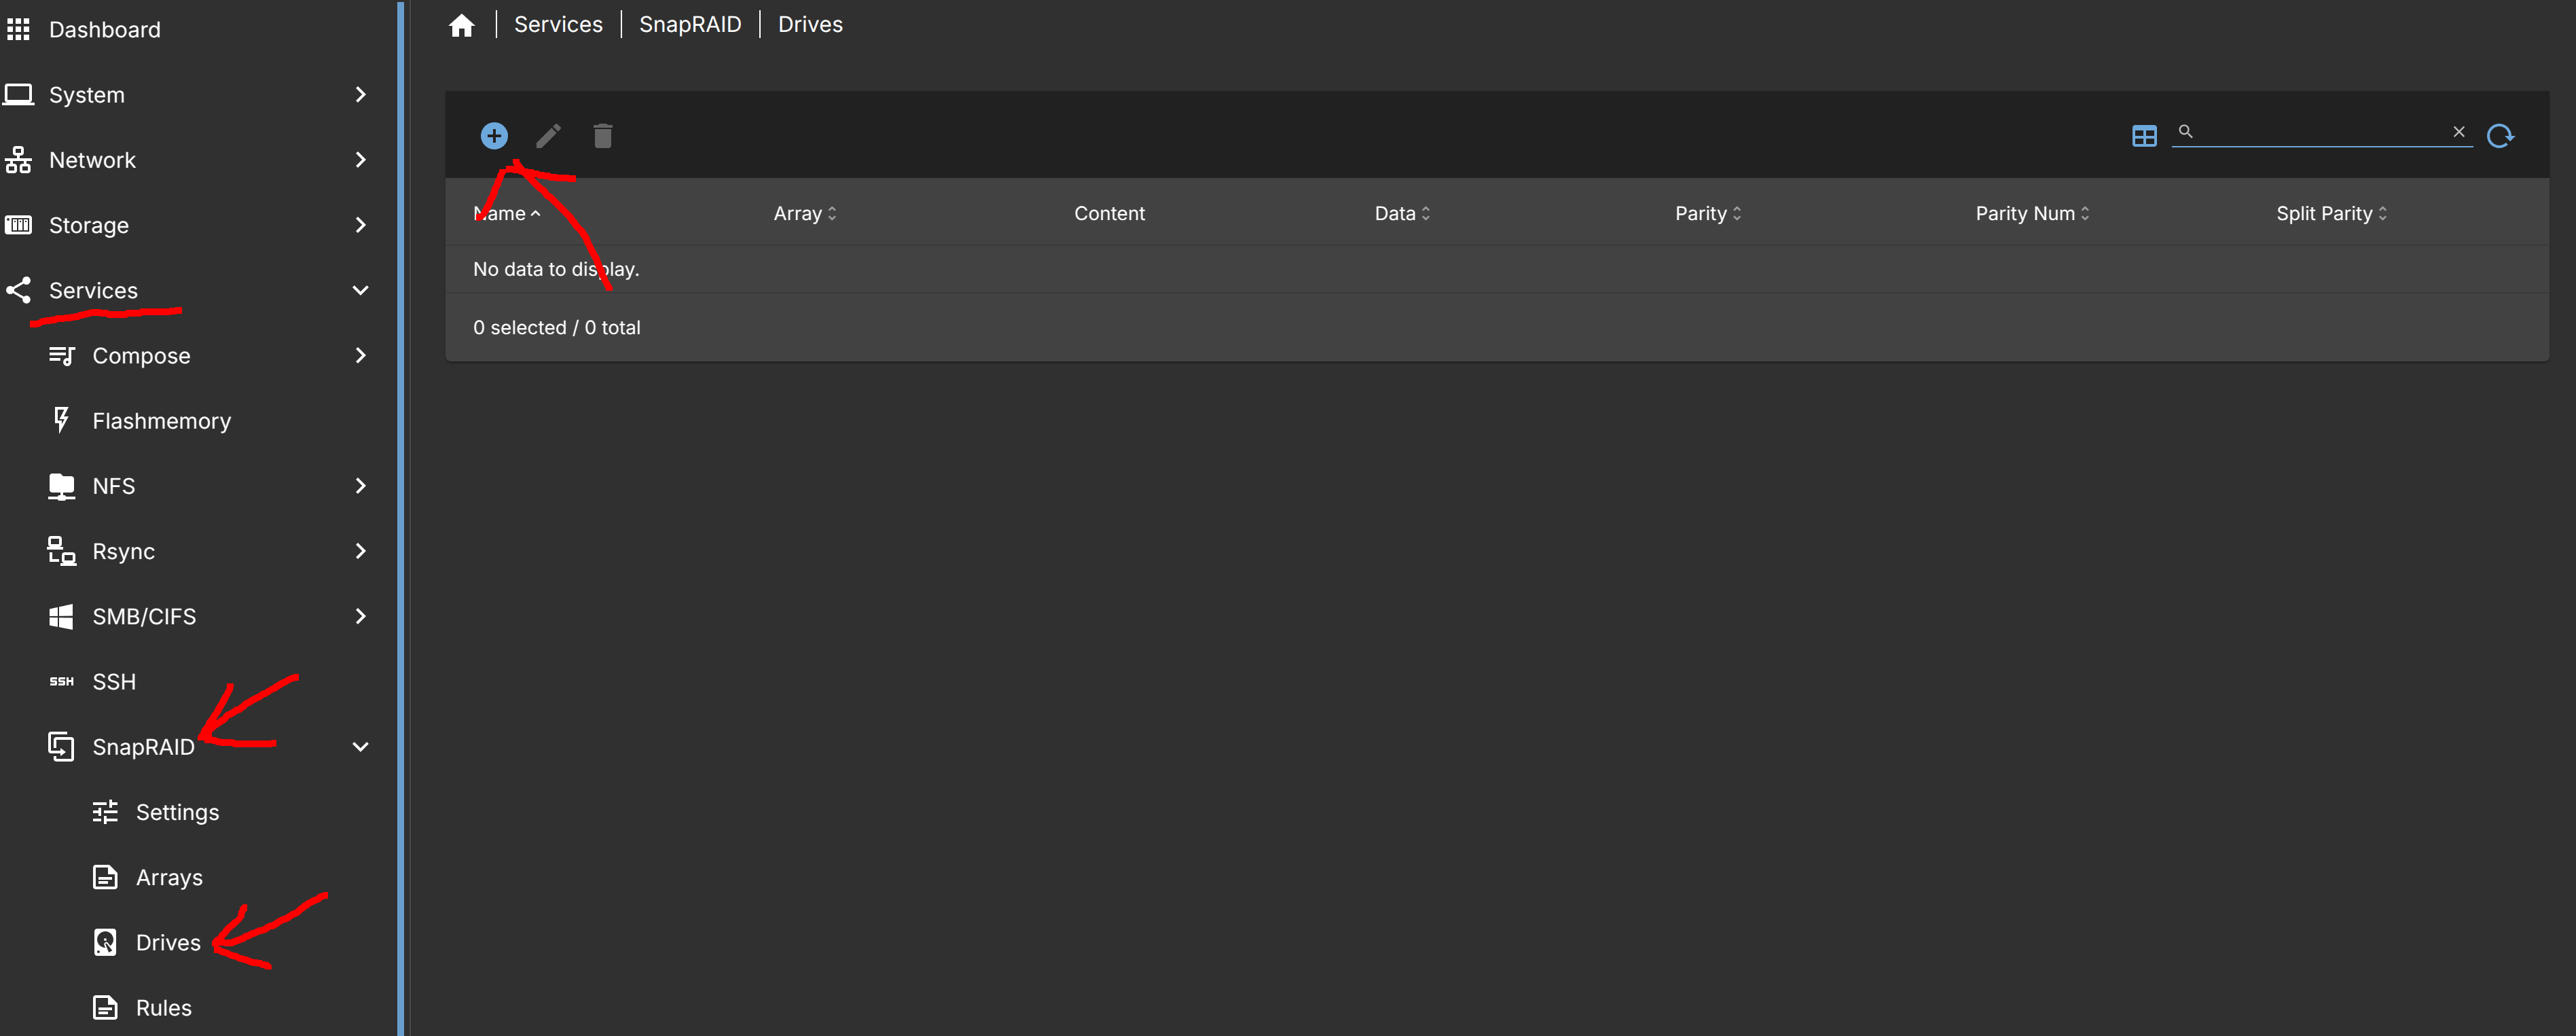 Dashboard
System
Network
Storage
Services
Compose
Flashmemory
NFS
Rsync
SMB/CIFS
SSH SSH
SnapRAID
Settings
Arrays
Drives
Rules
Services | SnapRAID | Drives
Name Array Content Data Parity Parity Num Split Parity
No data to display.
0 selected / 0 total